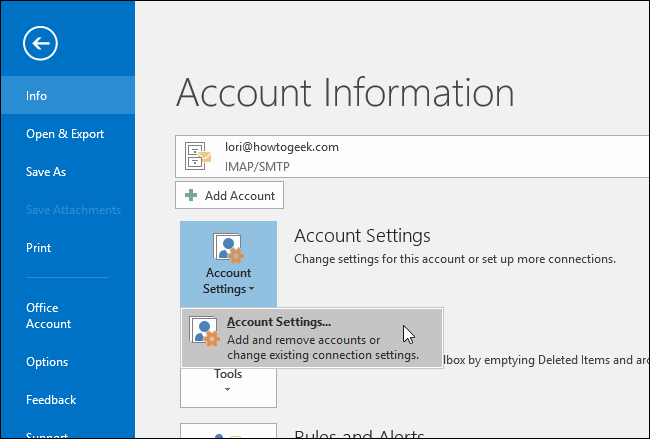 Info
Open & Export
Save As
Save Attachments
Print
Office
Account
Options
Feedback
Support
Account Information
lori@howtogeek.com
IMAP/SMTP
Add Account
Account
Settings
Account Settings
Change settings for this account or set up more connections.
Account Settings...
Add and remove accounts or
change existing connection settings.
Tools
lbox by emptying Deleted Items and arc
Rules and Alerts